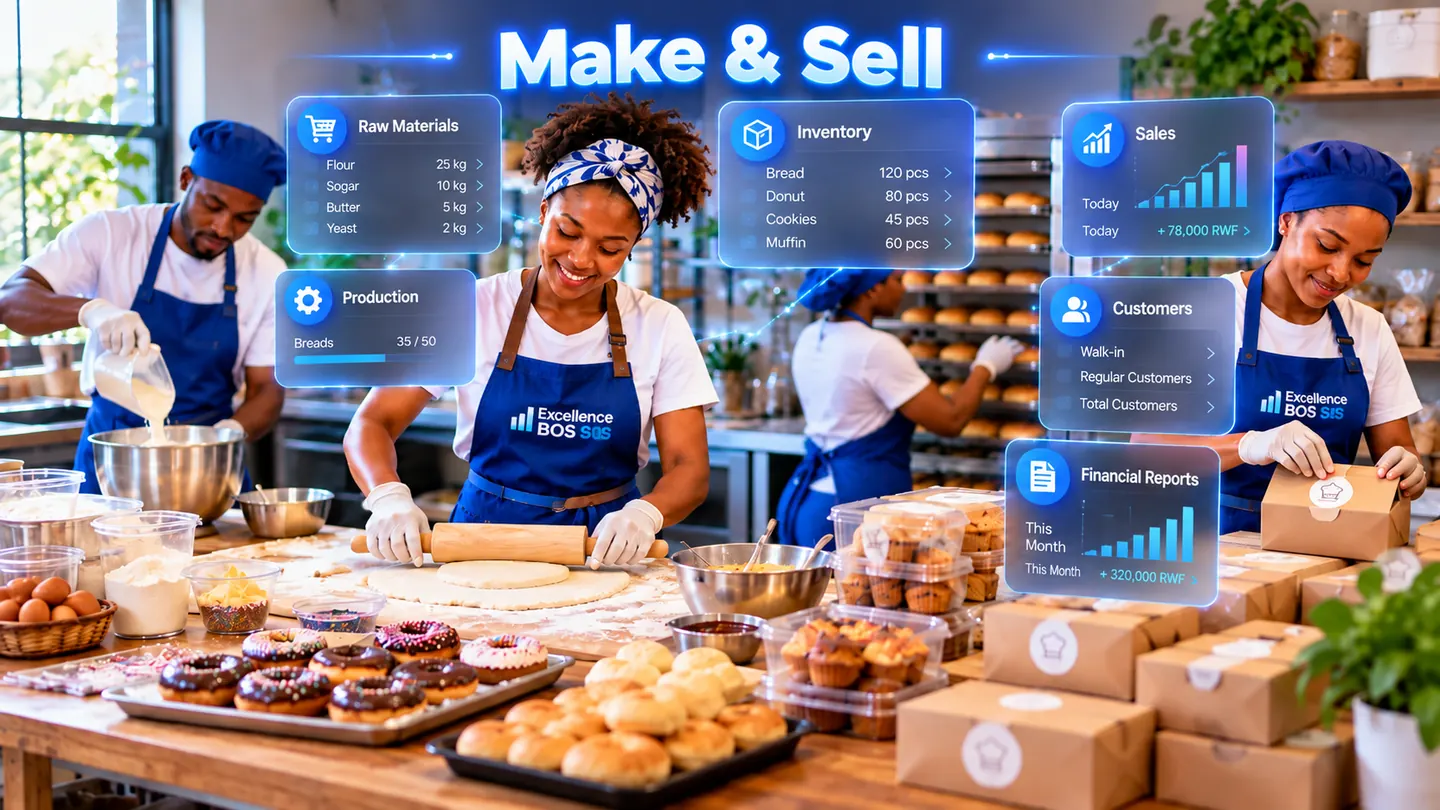 Make & Sell
Raw Materials
Flour 25 kg >
Sogar 10 kg >
Butter 5 kg >
Yeast 2 kg >
Production
Breads 35 / 50
Inventory
Bread 120 pcs >
Donut 80 pcs >
Cookies 45 pcs >
Muffin 60 pcs >
Sales
Today
Today + 78,000 RWF >
Customers
Walk-in >
Regular Customers >
Total Customers >
Financial Reports
This
Month
This Month + 320,000 RWF
Excellence
BOS
Excellence
BOS